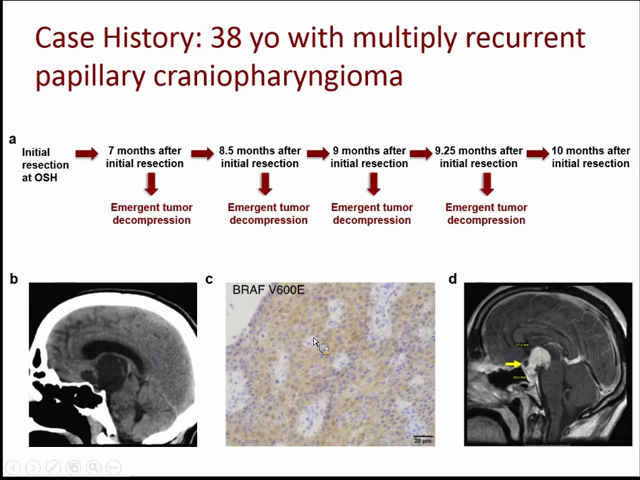 Case History: 38 yo with multiply recurrent
papillary craniopharyngioma
a
Initial
resection
at OSH
7 months after
initial resection
8.5 months after
initial resection
9 months after
initial resection
9.25 months after
initial resection
10 months after
initial resection
Emergent tumor
decompression
Emergent tumor
decompression
Emergent tumor
decompression
Emergent tumor
decompression
b
c
d
BRAF V600E